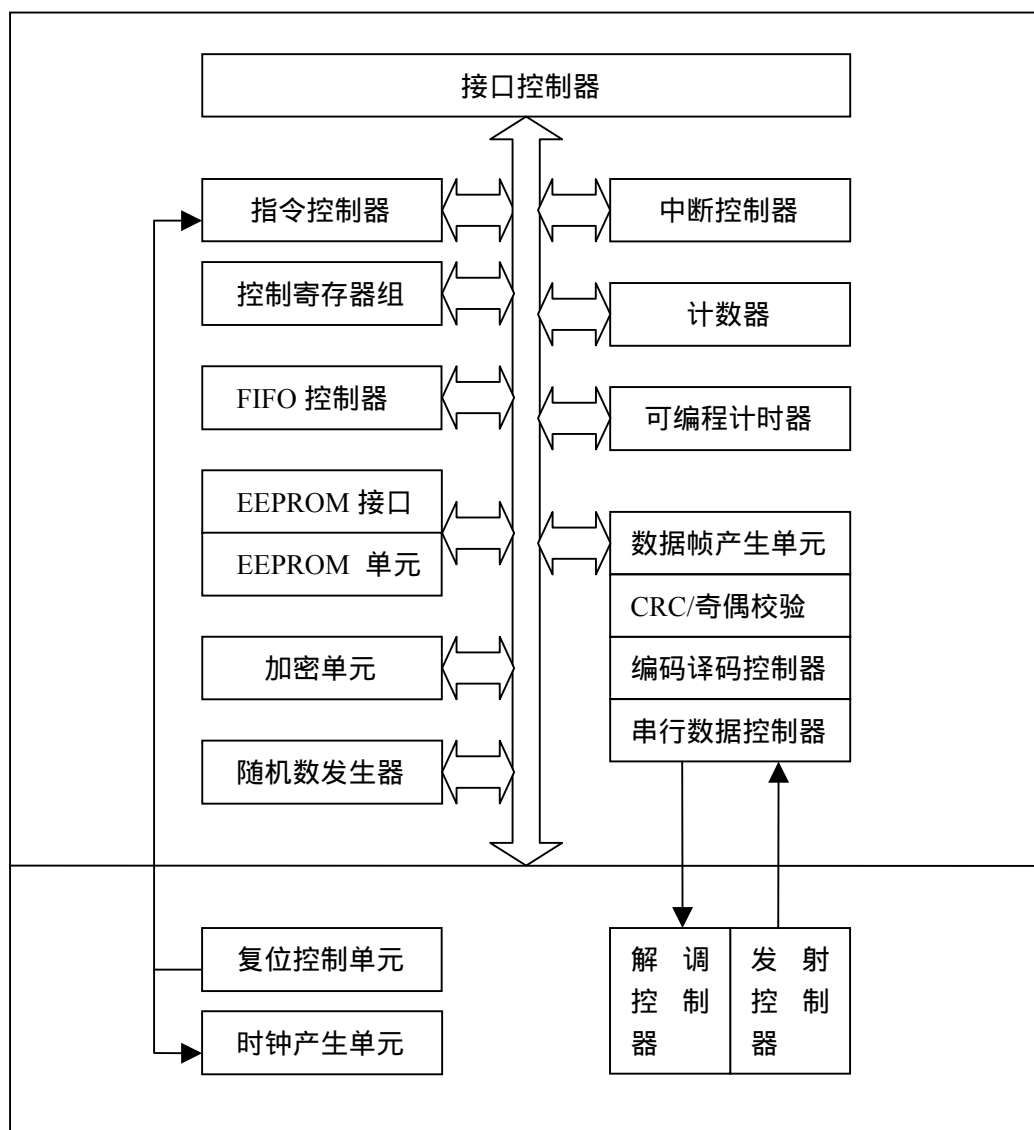 接口控制器
指令控制器
中断控制器
控制寄存器组
计数器
FIFO 控制器
可编程计时器
EEPROM 接口
EEPROM 单元
数据帧产生单元
CRC/奇偶校验
加密单元
编码译码控制器
串行数据控制器
随机数发生器
复位控制单元
时钟产生单元
解 调
控 制
器
发 射
控 制
器